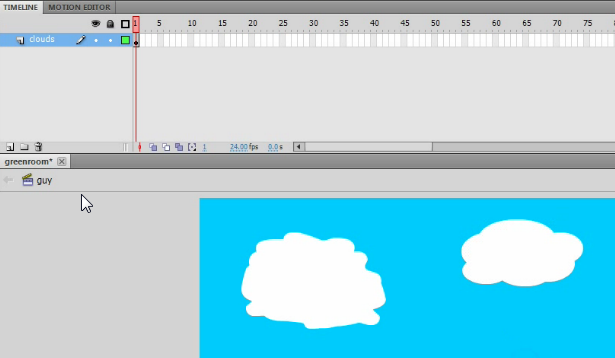 TIMELINE MOTION EDITOR
1 5 10 15 20 25 30 35 40 45 50 55 60 65 70 75
clouds
1 24.00 fps 0.0 s
greenroom*
guy